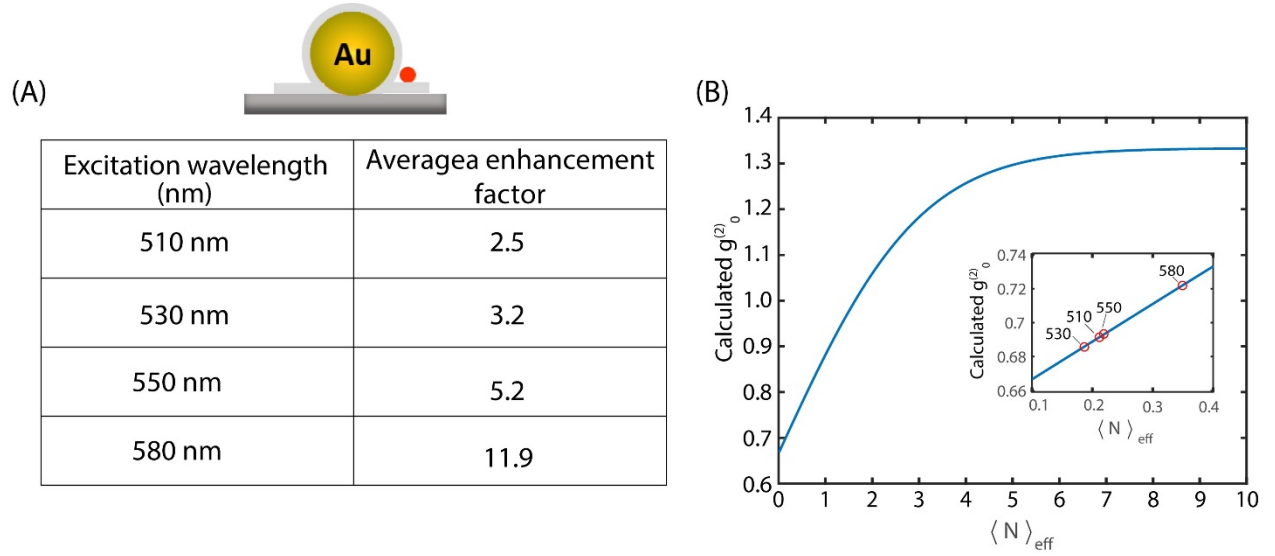 Au
(A)
Excitation wavelength
(nm)
Averagea enhancement
factor
510 nm
2.5
530 nm
3.2
550 nm
5.2
580 nm
11.9
(B)
1.4
1.3
1.2
1.1
1.0
0.9
0.8
0.7
0.6
Calculated g(2)0
0 1 2 3 4 5 6 7 8 9 10
⟨ N ⟩eff
0.74
0.72
0.7
0.68
0.66
Calculated g(2)0
580
550
510
530
0.1 0.2 0.3 0.4
⟨ N ⟩eff